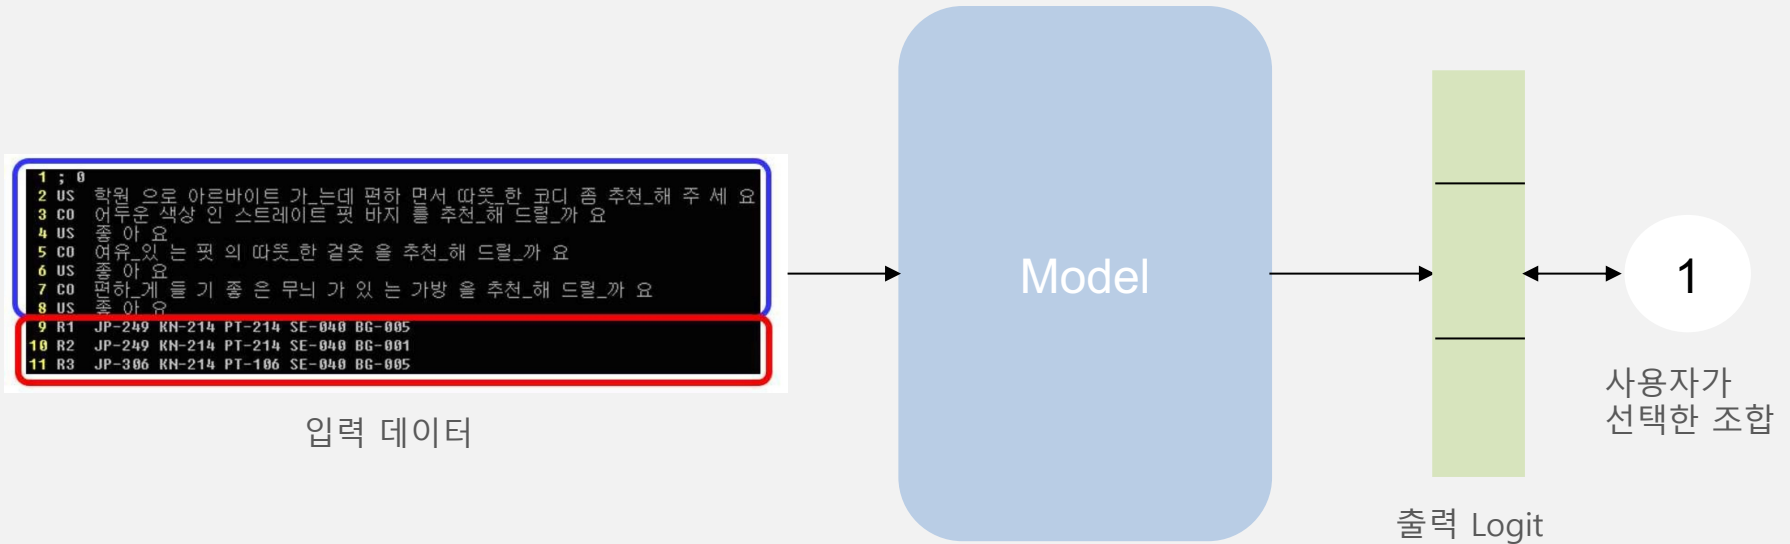 1 ; 0
2 US 학원 으로 아르바이트 가_는데 편하 면서 따뜻_한 코디 좀 추천_해 주 세 요
3 CO 어두운 색상 인 스트레이트 핏 바지 를 추천_해 드릴_까 요
4 US 좋 아 요
5 CO 여유_있 는 핏 의 따뜻_한 겉옷 을 추천_해 드릴_까 요
6 US 좋 아 요
7 CO 편하_게 들 기 좋 은 무늬 가 있 는 가방 을 추천_해 드릴_까 요
8 US 좋 아 요
9 R1 JP-249 KN-214 PT-214 SE-040 BG-005
10 R2 JP-249 KN-214 PT-214 SE-040 BG-001
11 R3 JP-306 KN-214 PT-106 SE-040 BG-005
입력 데이터
Model
출력 Logit
1
사용자가
선택한 조합